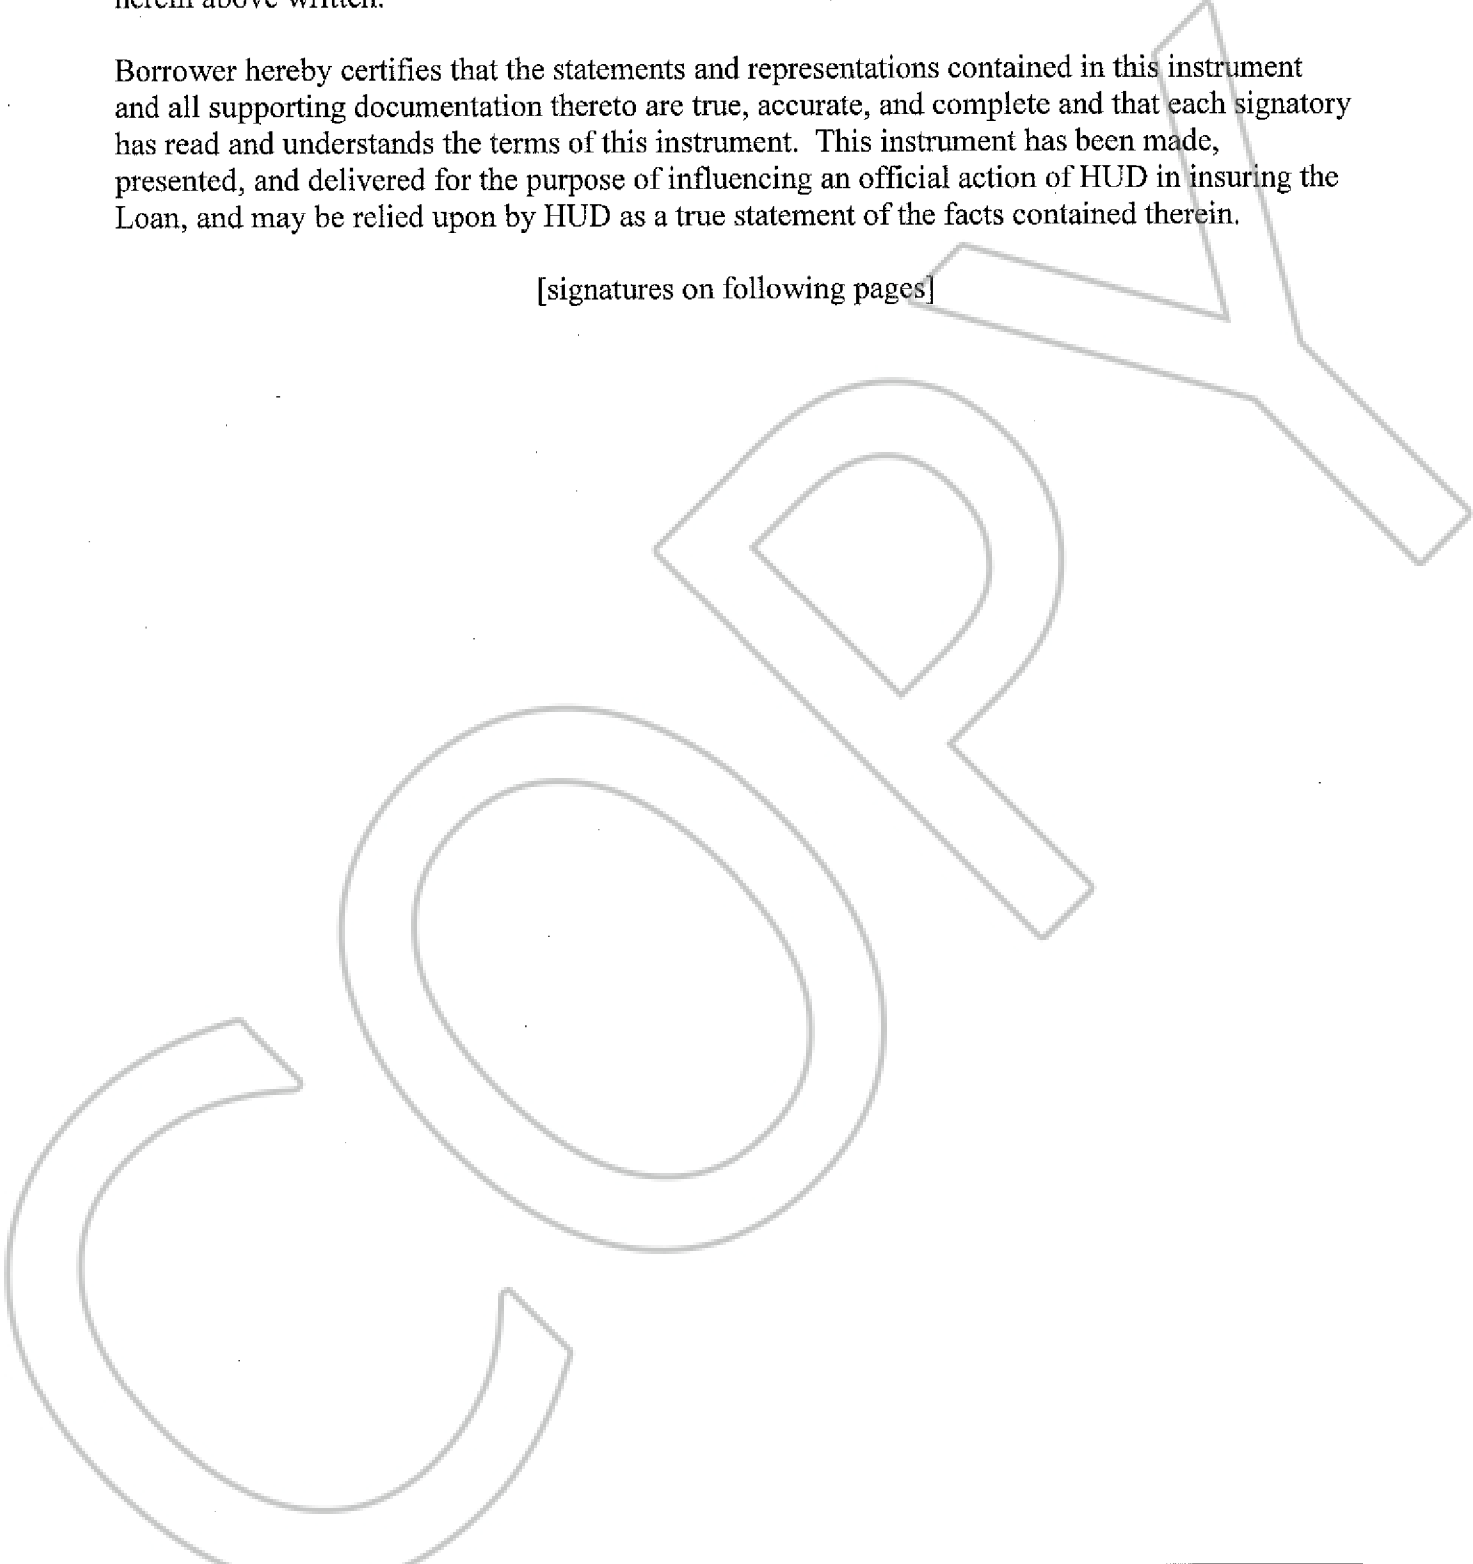 herein above written.
Borrower hereby certifies that the statements and representations contained in this instrument
and all supporting documentation thereto are true, accurate, and complete and that each signatory
has read and understands the terms of this instrument.  This instrument has been made,
presented, and delivered for the purpose of influencing an official action of HUD in insuring the
Loan, and may be relied upon by HUD as a true statement of the facts contained therein.
[signatures on following pages]
COPY